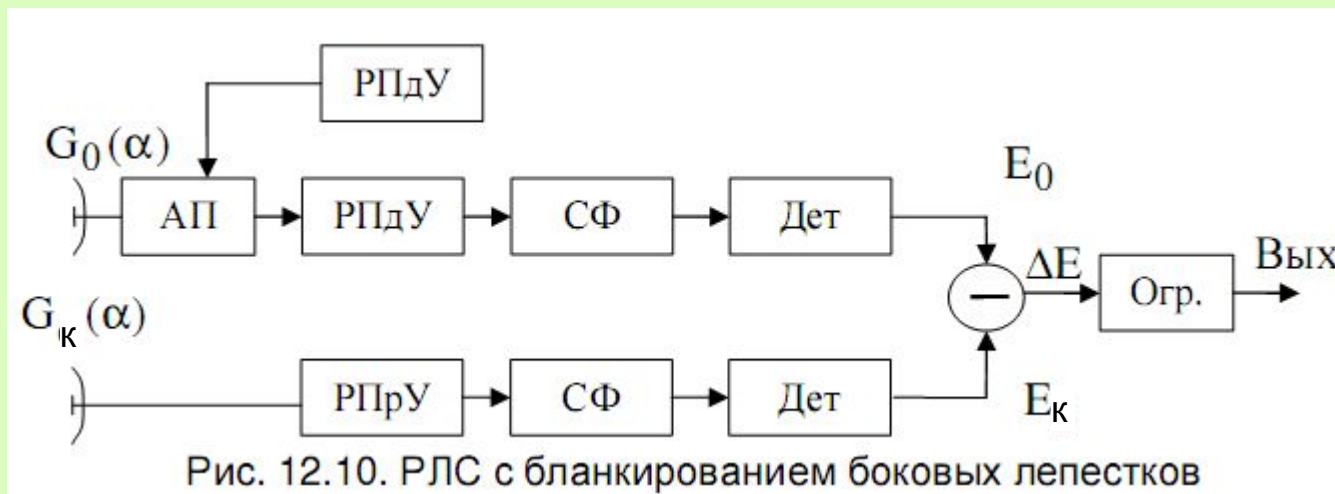 РПдУ
G₀(α)
АП РПдУ СФ Дет
E₀
ΔE Огр. Вых
Gк(α)
РПрУ СФ Дет
Eк
Рис. 12.10. РЛС с бланкированием боковых лепестков